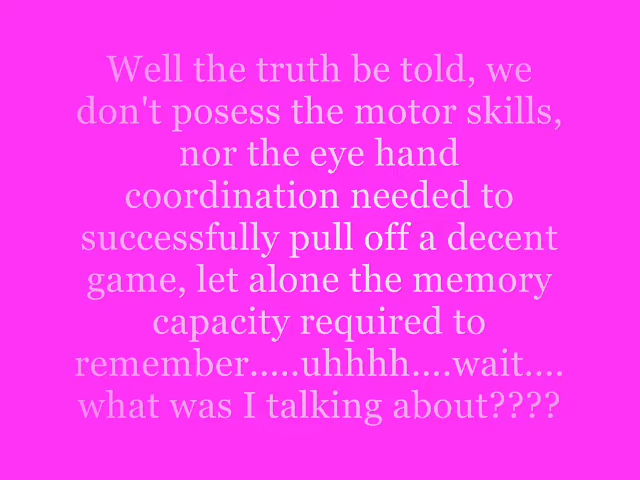 Well the truth be told, we
don't posess the motor skills,
nor the eye hand
coordination needed to
successfully pull off a decent
game, let alone the memory
capacity required to
remember.....uhhhh....wait....
what was I talking about????